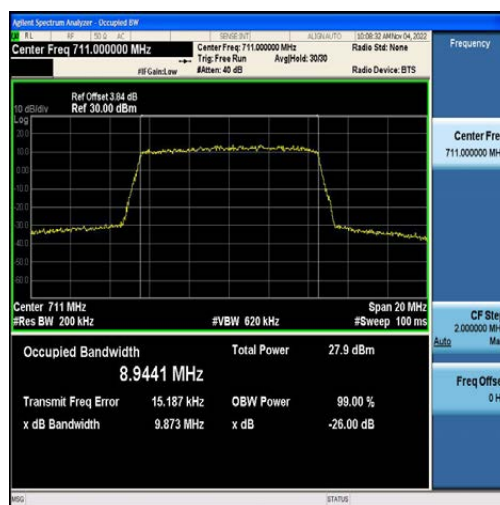 Agilent Spectrum Analyzer - Occupied BW
RL RF 50 Ω AC SENSE:INT ALIGN AUTO 10:08:32 AM Nov 04, 2022
Center Freq 711.000000 MHz
Center Freq: 711.000000 MHz
Radio Std: None
Trig: Free Run Avg|Hold: 30/30
#IFGain:Low
#Atten: 40 dB
Radio Device: BTS
Frequency
Ref Offset 3.84 dB
10 dB/div Ref 30.00 dBm
Log
20.0
10.0
0.00
-10.0
-20.0
-30.0
-40.0
-50.0
-60.0
Center Fre
711.000000 MH
Center 711 MHz
Span 20 MHz
#Res BW 200 kHz
#VBW 620 kHz
#Sweep 100 ms
CF Ste
2.000000 MH
Auto Ma
Occupied Bandwidth
Total Power 27.9 dBm
8.9441 MHz
Transmit Freq Error 15.187 kHz OBW Power 99.00 %
x dB Bandwidth 9.873 MHz x dB -26.00 dB
Freq Offse
0 H
MSG STATUS